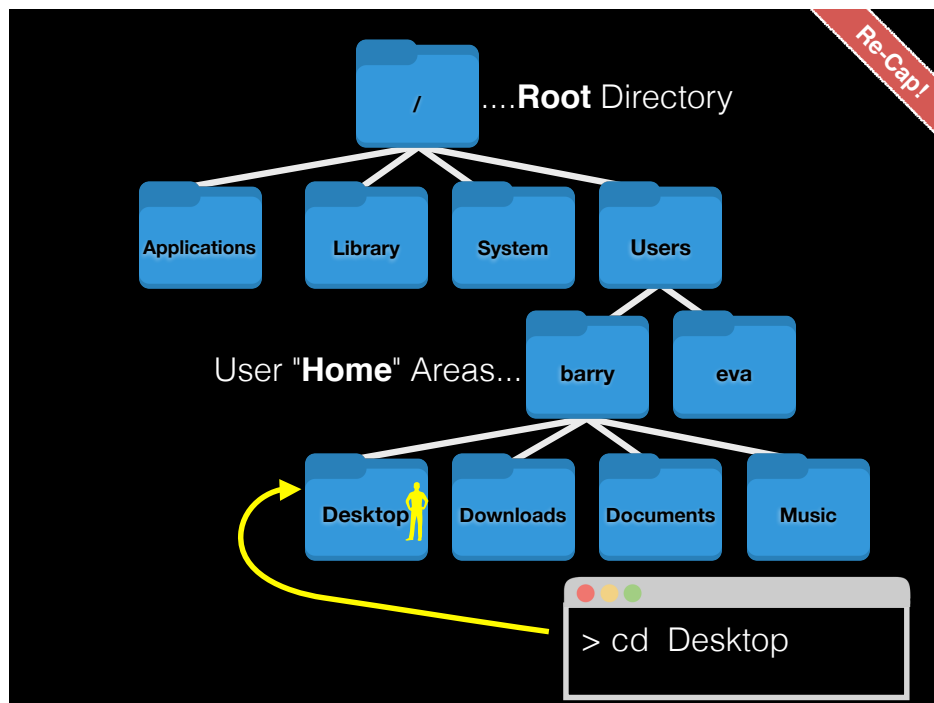 Re-Cap!
/
....Root Directory
Applications
Library
System
Users
User "Home" Areas...
barry
eva
Desktop
Downloads
Documents
Music
> cd  Desktop